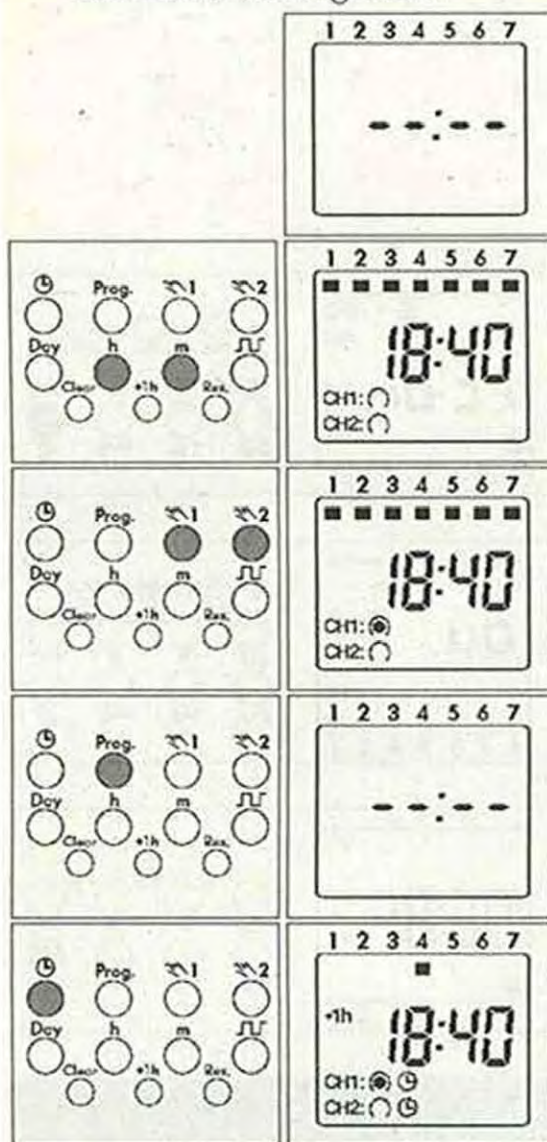 1 2 3 4 5 6 7
--:--
Prog. 1 2
Day h m
Clear +1h Res.
1 2 3 4 5 6 7
18:40
CH1:
CH2:
Prog. 1 2
Day h m
Clear +1h Res.
1 2 3 4 5 6 7
18:40
CH1:
CH2:
Prog. 1 2
Day h m
Clear +1h Res.
1 2 3 4 5 6 7
--:--
Prog. 1 2
Day h m
Clear +1h Res.
1 2 3 4 5 6 7
+1h 18:40
CH1:
CH2: